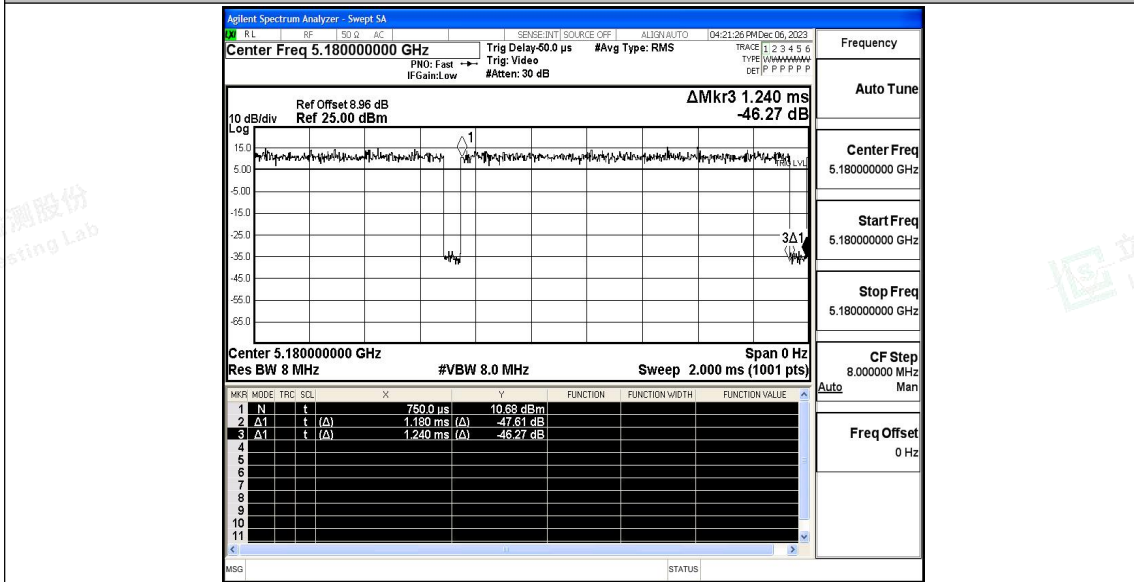 Agilent Spectrum Analyzer - Swept SA
LXI RL RF 50 Ω AC SENSE:INT SOURCE OFF ALIGN AUTO 04:21:26 PM Dec 06, 2023
Center Freq 5.180000000 GHz
Trig Delay-50.0 µs #Avg Type: RMS
TRACE 1 2 3 4 5 6
PNO: Fast Trig: Video
TYPE WWWWWW
IFGain:Low #Atten: 30 dB
DET P P P P P P
Frequency
Auto Tune
Center Freq
5.180000000 GHz
Start Freq
5.180000000 GHz
Stop Freq
5.180000000 GHz
CF Step
8.000000 MHz
Auto Man
Freq Offset
0 Hz
ΔMkr3 1.240 ms
-46.27 dB
Ref Offset 8.96 dB
10 dB/div Ref 25.00 dBm
Log
15.0
5.00
-5.00
-15.0
-25.0
-35.0
-45.0
-55.0
-65.0
1
TRIG LVL
3Δ1
Center 5.180000000 GHz Span 0 Hz
Res BW 8 MHz #VBW 8.0 MHz Sweep 2.000 ms (1001 pts)
MKR MODE TRC SCL X Y FUNCTION FUNCTION WIDTH FUNCTION VALUE
1 N t 750.0 µs 10.68 dBm
2 Δ1 t (Δ) 1.180 ms (Δ) -47.61 dB
3 Δ1 t (Δ) 1.240 ms (Δ) -46.27 dB
4
5
6
7
8
9
10
11
MSG STATUS
测股份
sting Lab
立